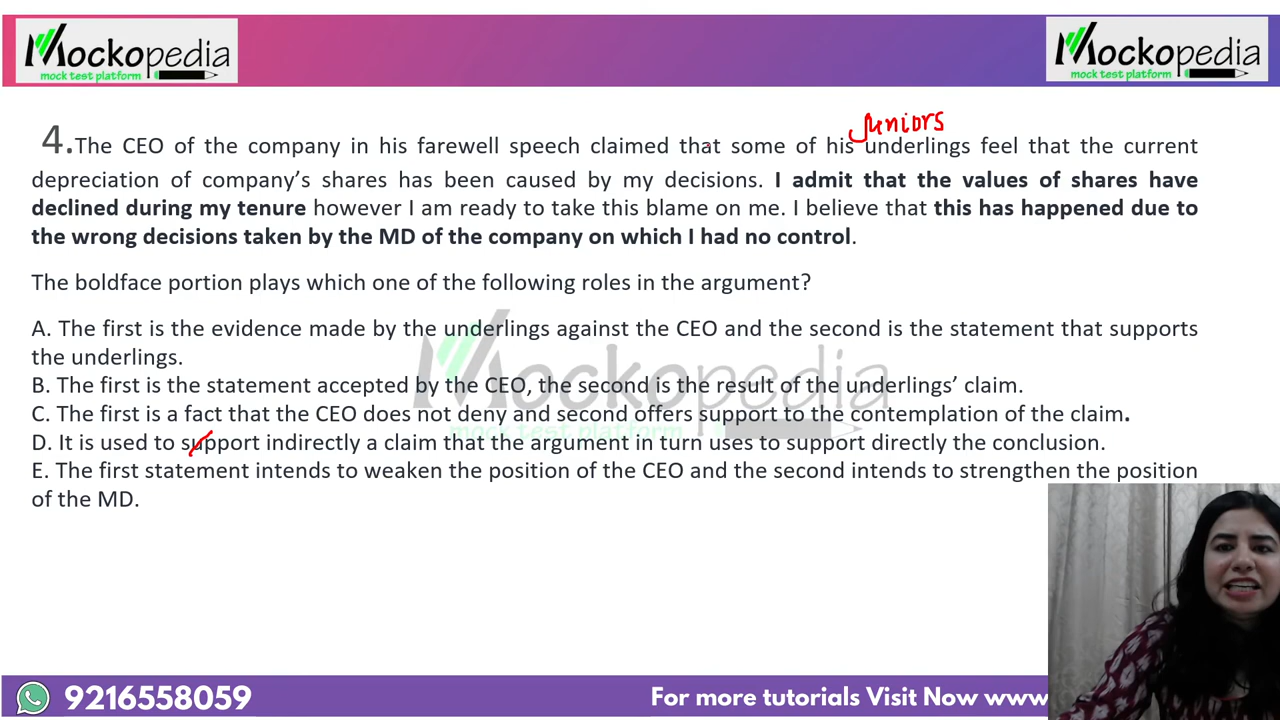 Mockopedia
mock test platform
Mockopedia
mock test platform
Juniors
4.The CEO of the company in his farewell speech claimed that some of his underlings feel that the current
depreciation of company's shares has been caused by my decisions. I admit that the values of shares have
declined during my tenure however I am ready to take this blame on me. I believe that this has happened due to
the wrong decisions taken by the MD of the company on which I had no control.
The boldface portion plays which one of the following roles in the argument?
A. The first is the evidence made by the underlings against the CEO and the second is the statement that supports
the underlings.
B. The first is the statement accepted by the CEO, the second is the result of the underlings' claim.
C. The first is a fact that the CEO does not deny and second offers support to the contemplation of the claim.
D. It is used to support indirectly a claim that the argument in turn uses to support directly the conclusion.
E. The first statement intends to weaken the position of the CEO and the second intends to strengthen the position
of the MD.
Mockopedia
mock test platform
9216558059
For more tutorials Visit Now www